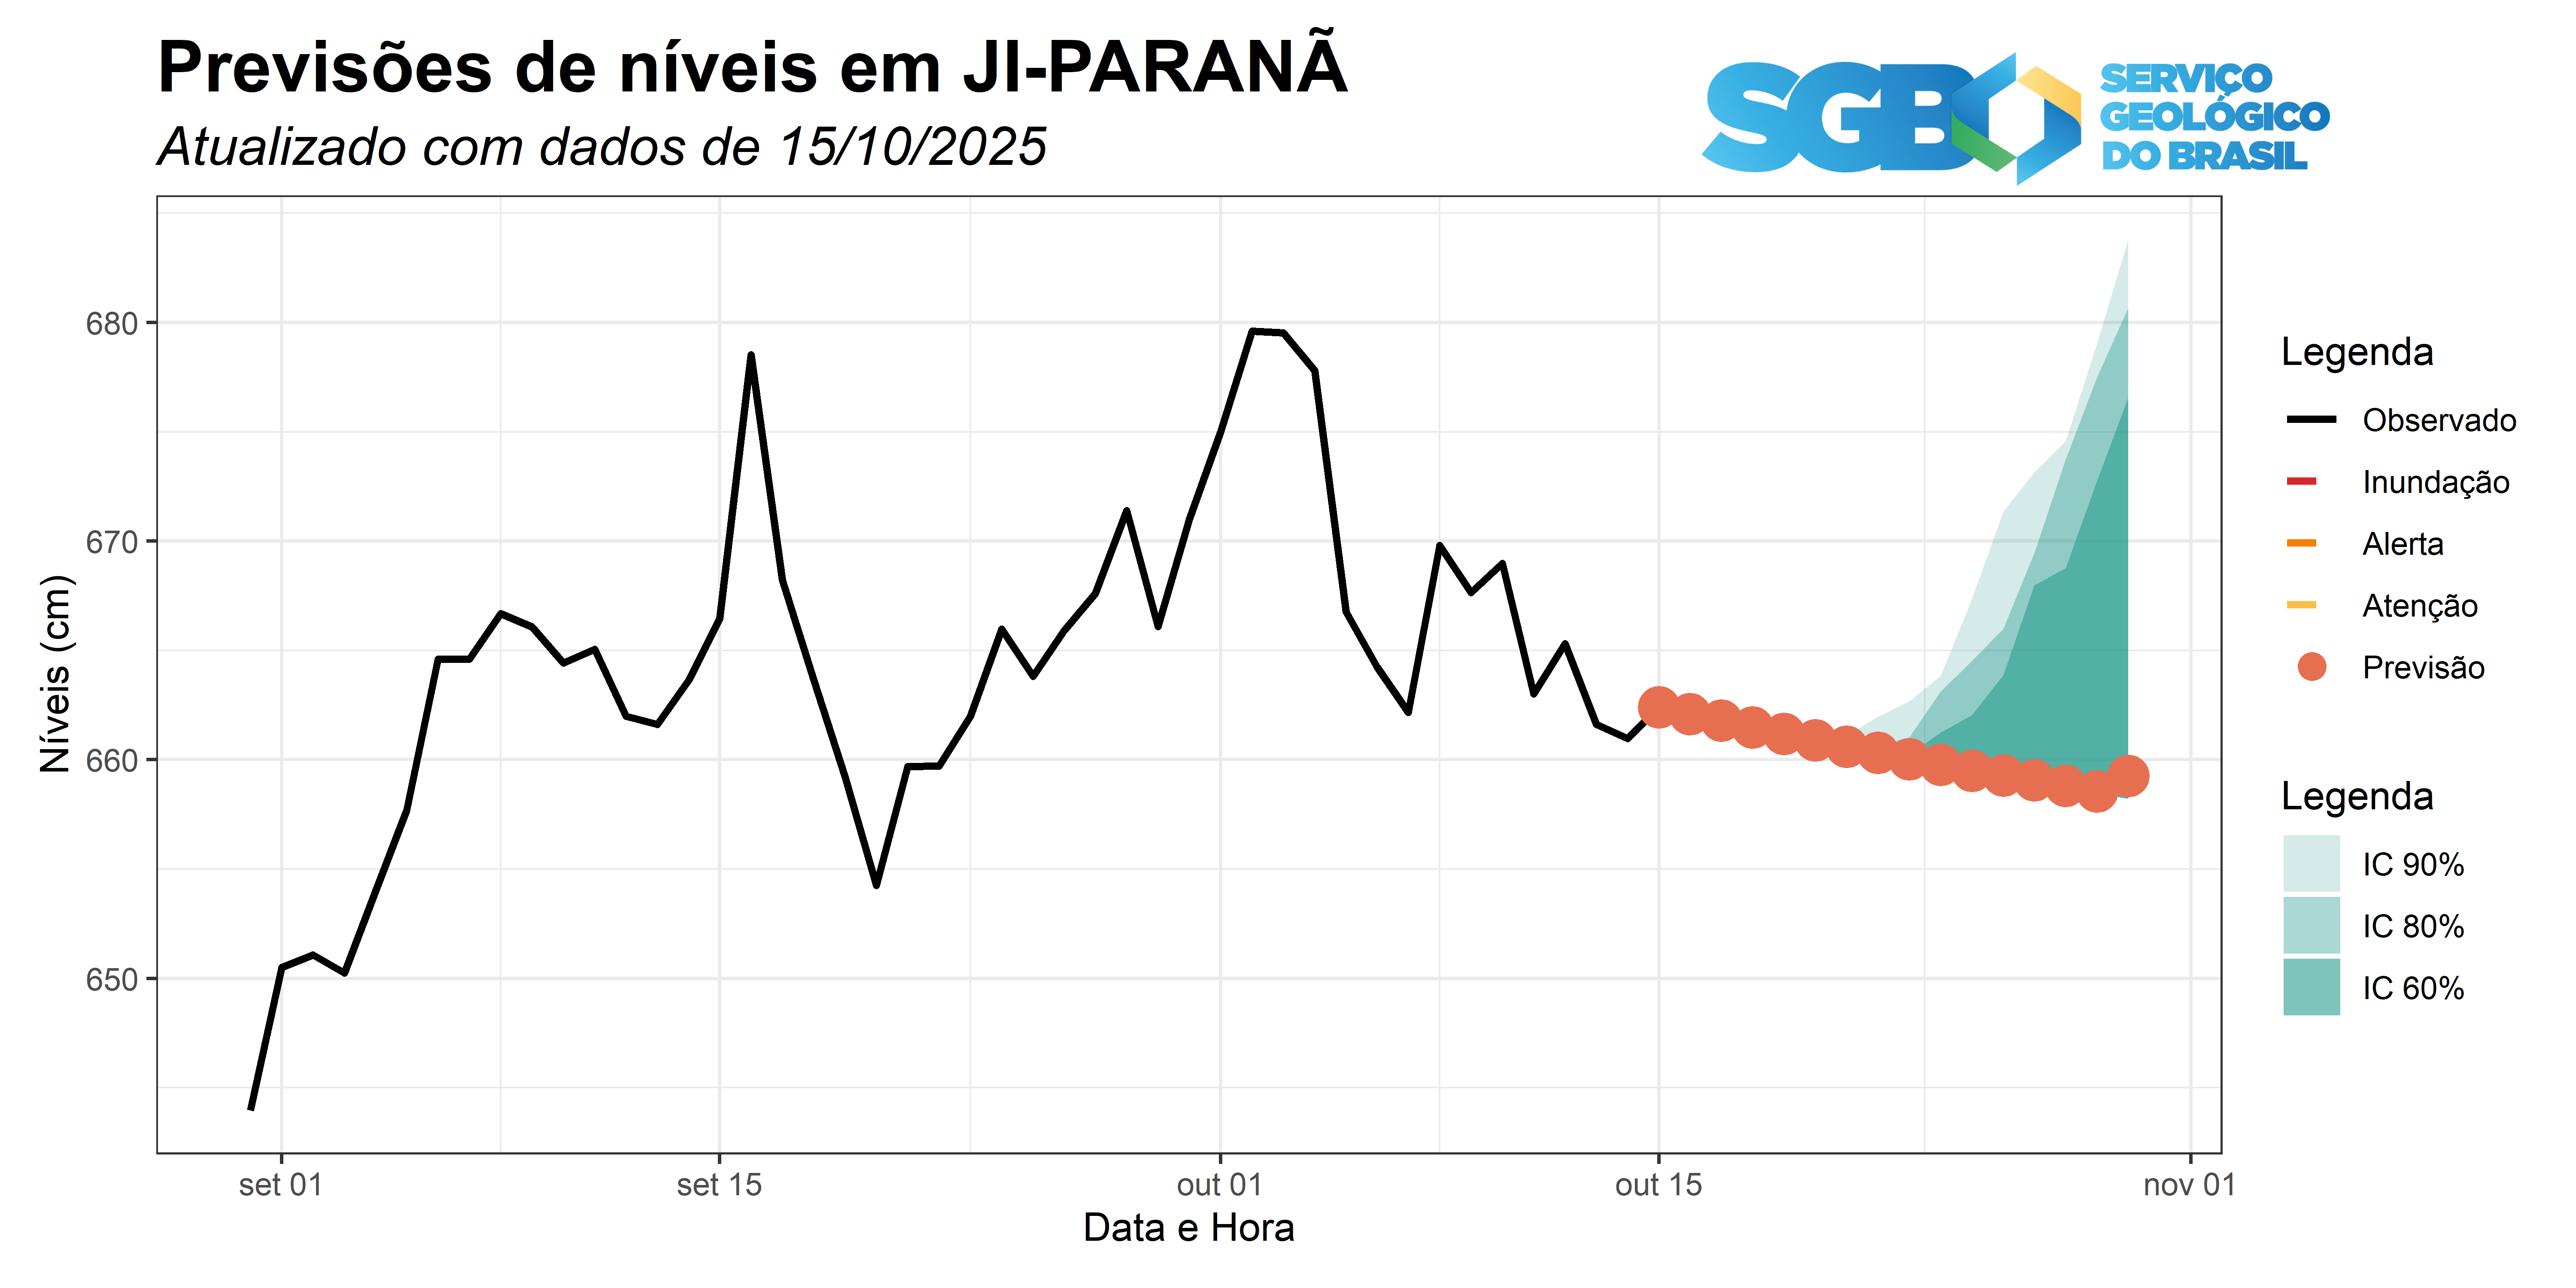 Previsões de níveis em JI-PARANÃ
Atualizado com dados de 15/10/2025
SGB
SERVIÇO
GEOLÓGICO
DO BRASIL
680
670
660
650
Níveis (cm)
set 01
set 15
out 01
out 15
nov 01
Data e Hora
Legenda
Observado
Inundação
Alerta
Atenção
Previsão
Legenda
IC 90%
IC 80%
IC 60%